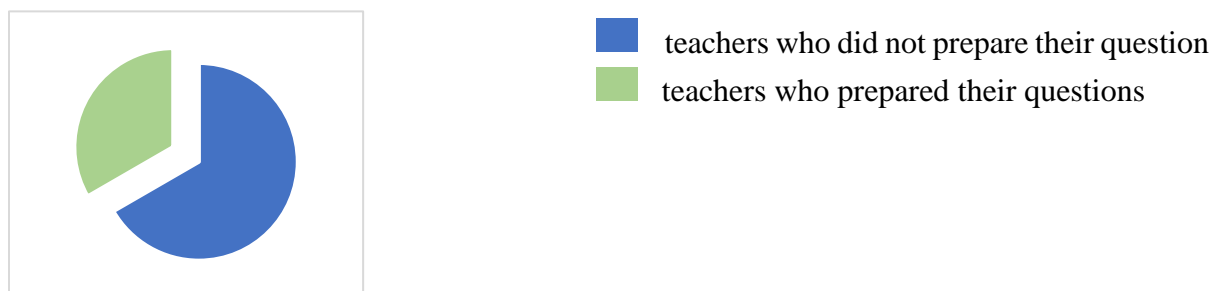 teachers who did not prepare their question
teachers who prepared their questions